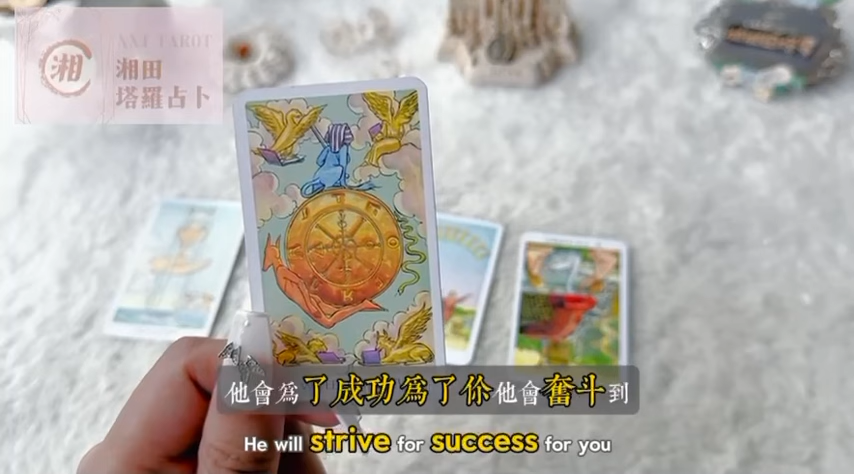 XXT TAROT
湘
湘田
塔羅占卜
他會爲了成功爲了你他會奮斗到
He will strive for success for you